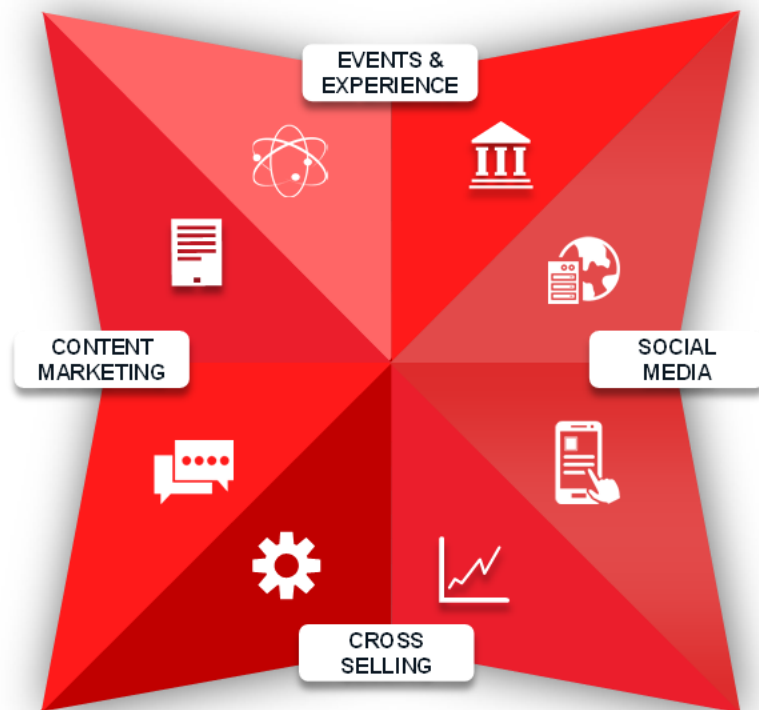 EVENTS &
EXPERIENCE
CONTENT
MARKETING
SOCIAL
MEDIA
CROSS
SELLING